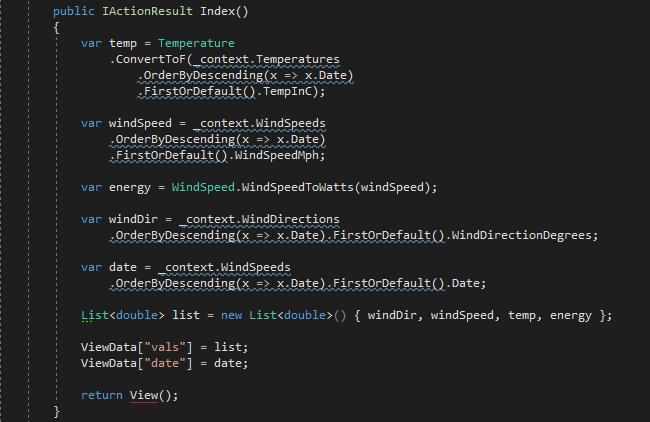 public IActionResult Index()
{
var temp = Temperature
.ConvertToF(_context.Temperatures
.OrderByDescending(x => x.Date)
.FirstOrDefault().TempInC);
var windSpeed = _context.WindSpeeds
.OrderByDescending(x => x.Date)
.FirstOrDefault().WindSpeedMph;
var energy = WindSpeed.WindSpeedToWatts(windSpeed);
var windDir = _context.WindDirections
.OrderByDescending(x => x.Date).FirstOrDefault().WindDirectionDegrees;
var date = _context.WindSpeeds
.OrderByDescending(x => x.Date).FirstOrDefault().Date;
List<double> list = new List<double>() { windDir, windSpeed, temp, energy };
ViewData["vals"] = list;
ViewData["date"] = date;
return View();
}